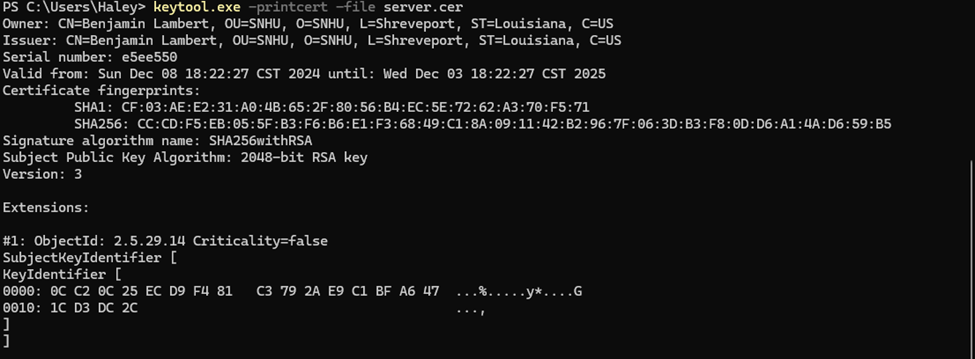 PS C:\Users\Haley> keytool.exe -printcert -file server.cer
Owner: CN=Benjamin Lambert, OU=SNHU, O=SNHU, L=Shreveport, ST=Louisiana, C=US
Issuer: CN=Benjamin Lambert, OU=SNHU, O=SNHU, L=Shreveport, ST=Louisiana, C=US
Serial number: e5ee550
Valid from: Sun Dec 08 18:22:27 CST 2024 until: Wed Dec 03 18:22:27 CST 2025
Certificate fingerprints:
         SHA1: CF:03:AE:E2:31:A0:4B:65:2F:80:56:B4:EC:5E:72:62:A3:70:F5:71
         SHA256: CC:CD:F5:EB:05:5F:B3:F6:B6:E1:F3:68:49:C1:8A:09:11:42:B2:96:7F:06:3D:B3:F8:0D:D6:A1:4A:D6:59:B5
Signature algorithm name: SHA256withRSA
Subject Public Key Algorithm: 2048-bit RSA key
Version: 3

Extensions:

#1: ObjectId: 2.5.29.14 Criticality=false
SubjectKeyIdentifier [
KeyIdentifier [
0000: 0C C2 0C 25 EC D9 F4 81   C3 79 2A E9 C1 BF A6 47  ...%.....y*....G
0010: 1C D3 DC 2C                                        ...,
]
]